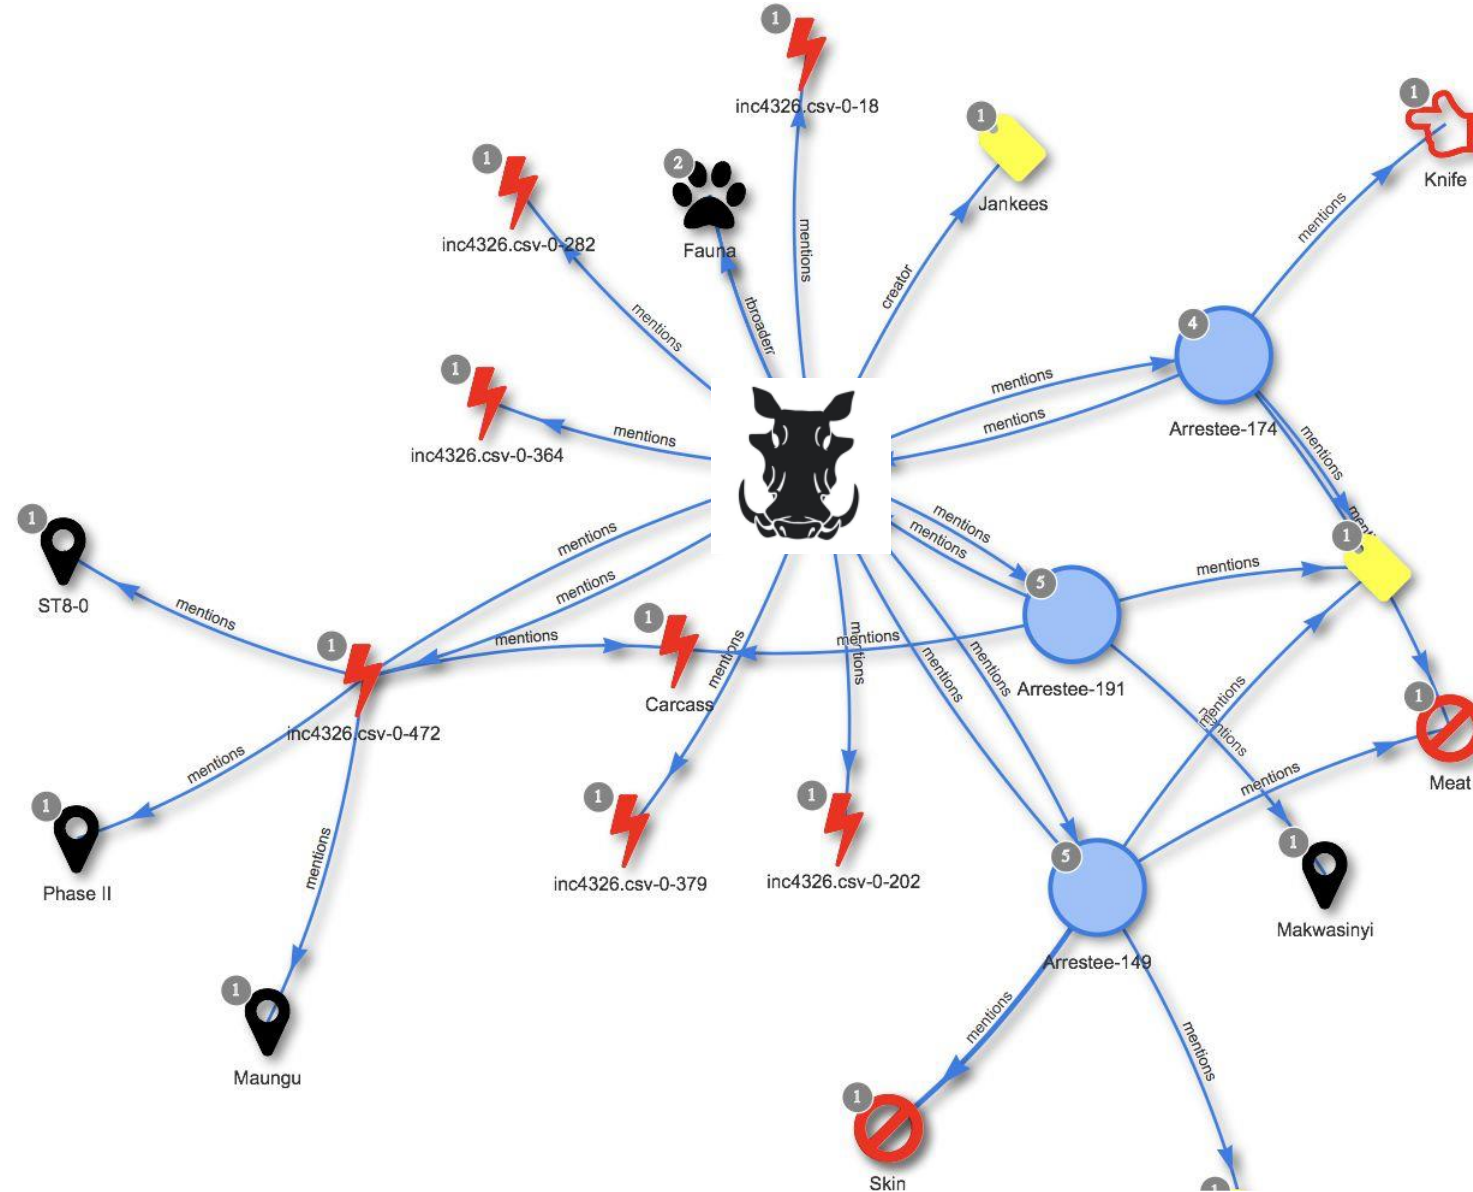 1
inc4326.csv-0-18
1
inc4326.csv-0-282
2
Fauna
1
Jankees
1
Knife
mentions
mentions
mentions
creator
mentions
4
Arrestee-174
1
inc4326.csv-0-364
mentions
mentions
mentions
mentions
1
ST8-0
mentions
mentions
mentions
mentions
mentions
1
inc4326.csv-0-472
mentions
1
Carcass
mentions
5
Arrestee-191
mentions
1
mentions
mentions
mentions
mentions
mentions
mentions
1
Meat
mentions
1
Phase II
mentions
1
inc4326.csv-0-379
1
inc4326.csv-0-202
mentions
1
Makwasinyi
5
Arrestee-149
1
Maungu
mentions
mentions
1
Skin
1